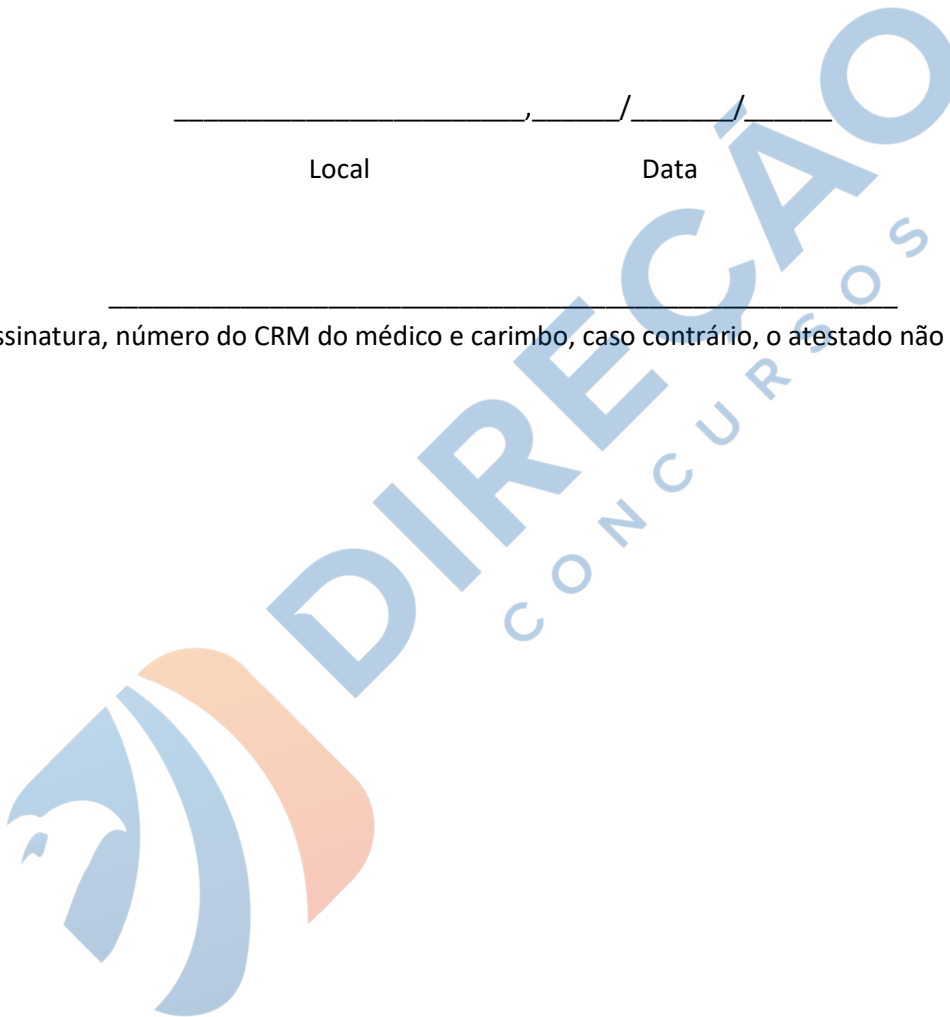 ________________________,______/_______/______
Local Data
______________________________________________________
ssinatura, número do CRM do médico e carimbo, caso contrário, o atestado não
DIREÇÃO
CONCURSOS